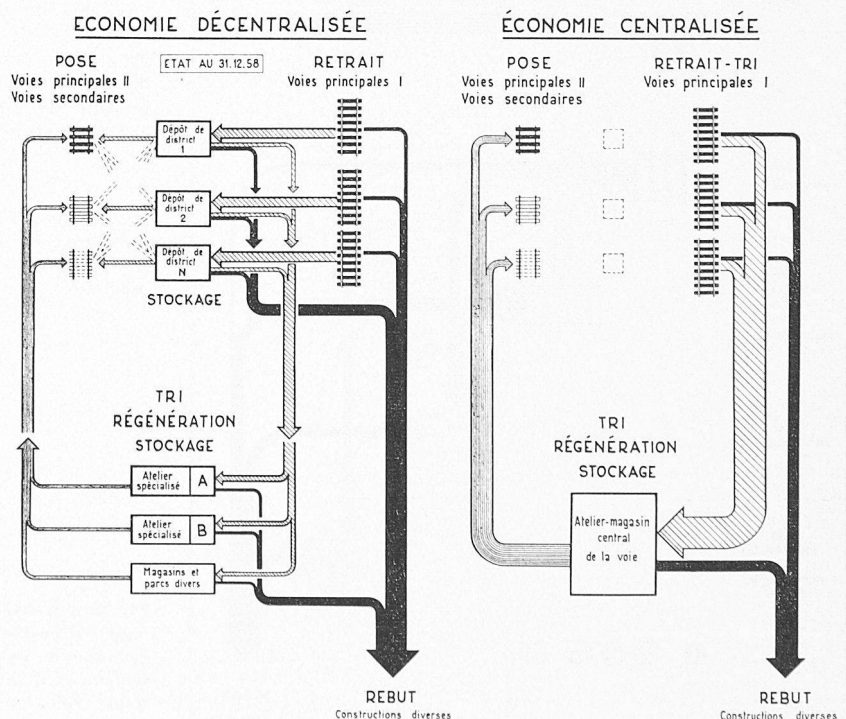 ECONOMIE DÉCENTRALISÉE
POSE
Voies principales II
Voies secondaires
ETAT AU 31.12.58
RETRAIT
Voies principales I
Dépôt de
district
1
Dépôt de
district
2
Dépôt de
district
N
STOCKAGE
TRI
RÉGÉNÉRATION
STOCKAGE
Atelier
spécialisé
A
Atelier
spécialisé
B
Magasins et
parcs divers
REBUT
Constructions diverses
ÉCONOMIE CENTRALISÉE
POSE
Voies principales II
Voies secondaires
RETRAIT-TRI
Voies principales I
TRI
RÉGÉNÉRATION
STOCKAGE
Atelier-magasin
central
de la voie
REBUT
Constructions diverses